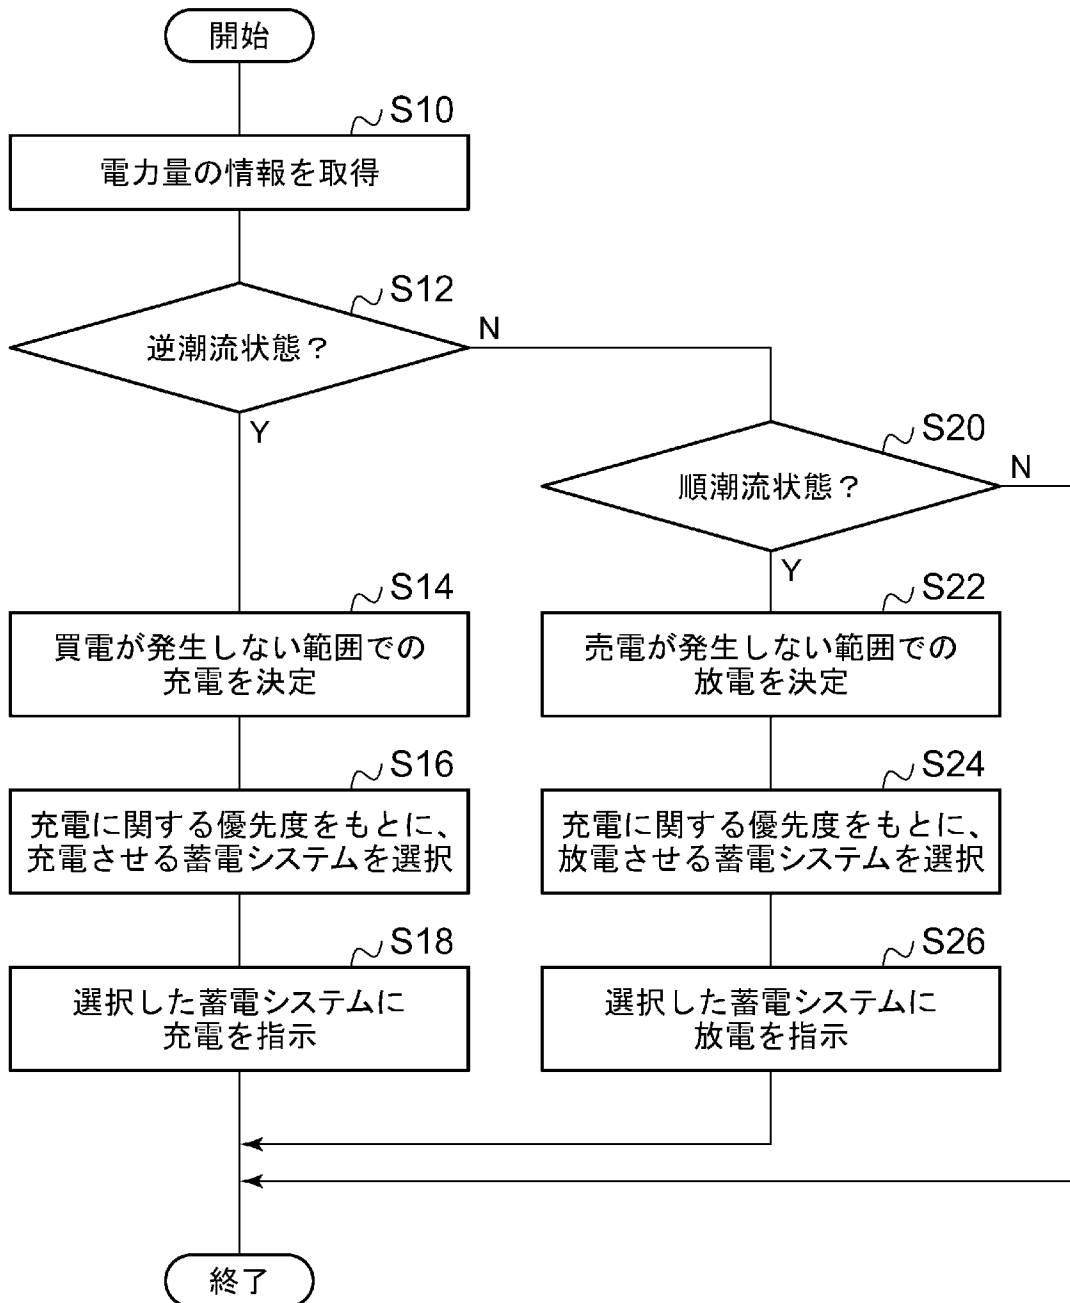 開始
S10
電力量の情報を取得
S12
逆潮流状態？
N
Y
S20
順潮流状態？
N
Y
S14
買電が発生しない範囲での
充電を決定
S22
売電が発生しない範囲での
放電を決定
S16
充電に関する優先度をもとに、
充電させる蓄電システムを選択
S24
充電に関する優先度をもとに、
放電させる蓄電システムを選択
S18
選択した蓄電システムに
充電を指示
S26
選択した蓄電システムに
放電を指示
終了